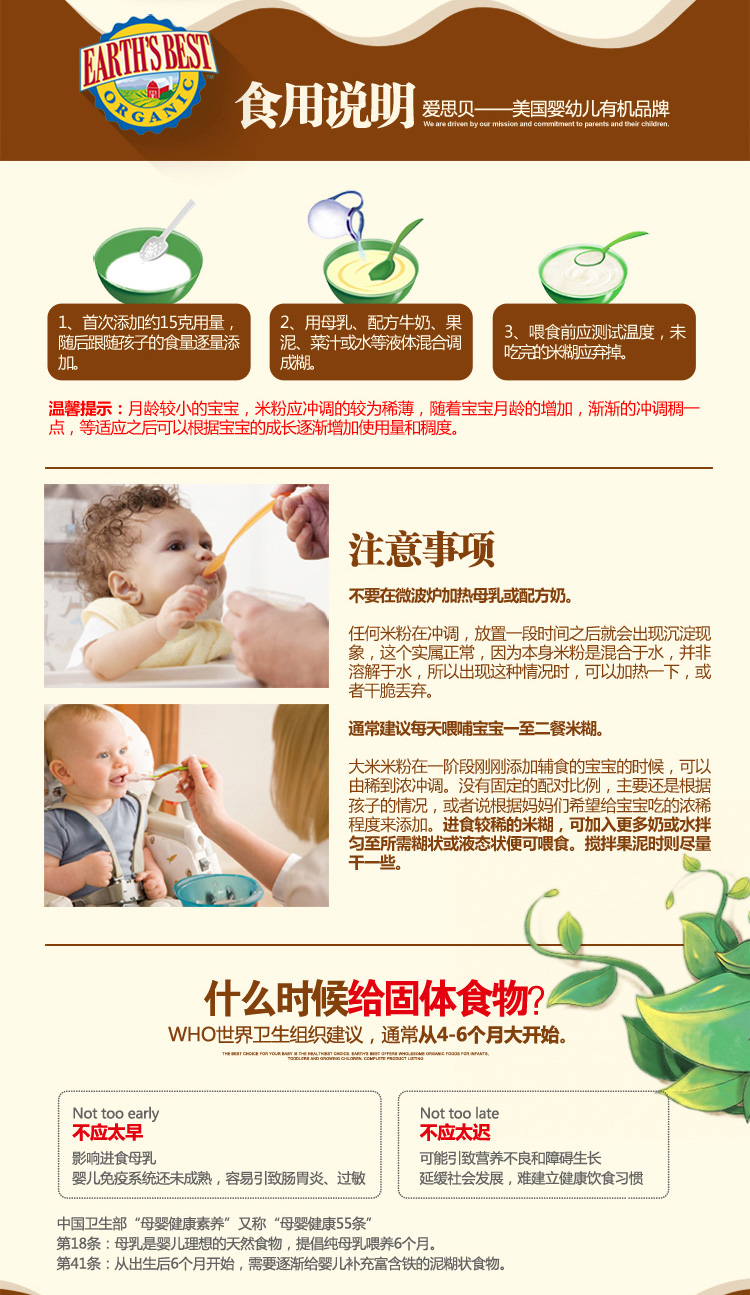 EARTH'S BEST
ORGANIC
TM
食用说明
爱思贝——美国婴幼儿有机品牌
We are driven by our mission and commitment to parents and their children.
1、首次添加约15克用量，
随后跟随孩子的食量逐量添
加。
2、用母乳、配方牛奶、果
泥、菜汁或水等液体混合调
成糊。
3、喂食前应测试温度，未
吃完的米糊应弃掉。
温馨提示：月龄较小的宝宝，米粉应冲调的较为稀薄，随着宝宝月龄的增加，渐渐的冲调稠一
点，等适应之后可以根据宝宝的成长逐渐增加使用量和稠度。
注意事项
不要在微波炉加热母乳或配方奶。
任何米粉在冲调，放置一段时间之后就会出现沉淀现
象，这个实属正常，因为本身米粉是混合于水，并非
溶解于水，所以出现这种情况时，可以加热一下，或
者干脆丢弃。
通常建议每天喂哺宝宝一至二餐米糊。
大米米粉在一阶段刚刚添加辅食的宝宝的时候，可以
由稀到浓冲调。没有固定的配对比例，主要还是根据
孩子的情况，或者说根据妈妈们希望给宝宝吃的浓稀
程度来添加。进食较稀的米糊，可加入更多奶或水拌
匀至所需糊状或液态状便可喂食。搅拌果泥时则尽量
干一些。
什么时候给固体食物?
WHO世界卫生组织建议，通常从4-6个月大开始。
THE BEST CHOICE FOR YOUR BABY IS THE HEALTHIEST CHOICE. EARTH'S BEST OFFERS WHOLESOME ORGANIC FOODS FOR INFANTS,
TODDLERS AND GROWING CHILDREN. COMPLETE PRODUCT LISTING
Not too early
不应太早
影响进食母乳
婴儿免疫系统还未成熟，容易引致肠胃炎、过敏
Not too late
不应太迟
可能引致营养不良和障碍生长
延缓社会发展，难建立健康饮食习惯
中国卫生部“母婴健康素养”又称“母婴健康55条”
第18条：母乳是婴儿理想的天然食物，提倡纯母乳喂养6个月。
第41条：从出生后6个月开始，需要逐渐给婴儿补充富含铁的泥糊状食物。